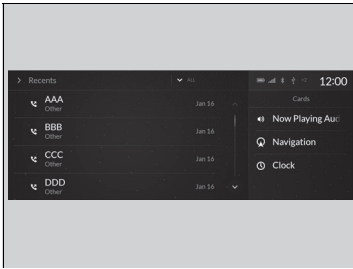 Recents
ALL
12:00
AAA
Other
Jan 16
BBB
Other
Jan 16
CCC
Other
Jan 16
DDD
Other
Jan 16
Cards
Now Playing Aud
Navigation
Clock